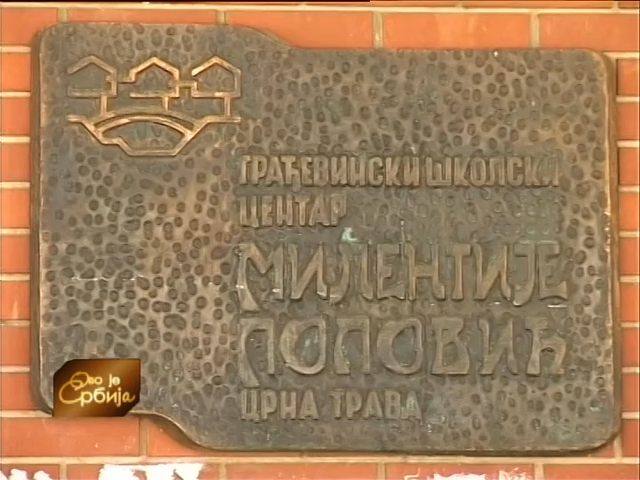 ГРАЂЕВИНСКИ ШКОЛСКИ
ЦЕНТАР
МИЛЕНТИЈЕ
ПОПОВИЋ
ЦРНА ТРАВА
Ово је
Србија